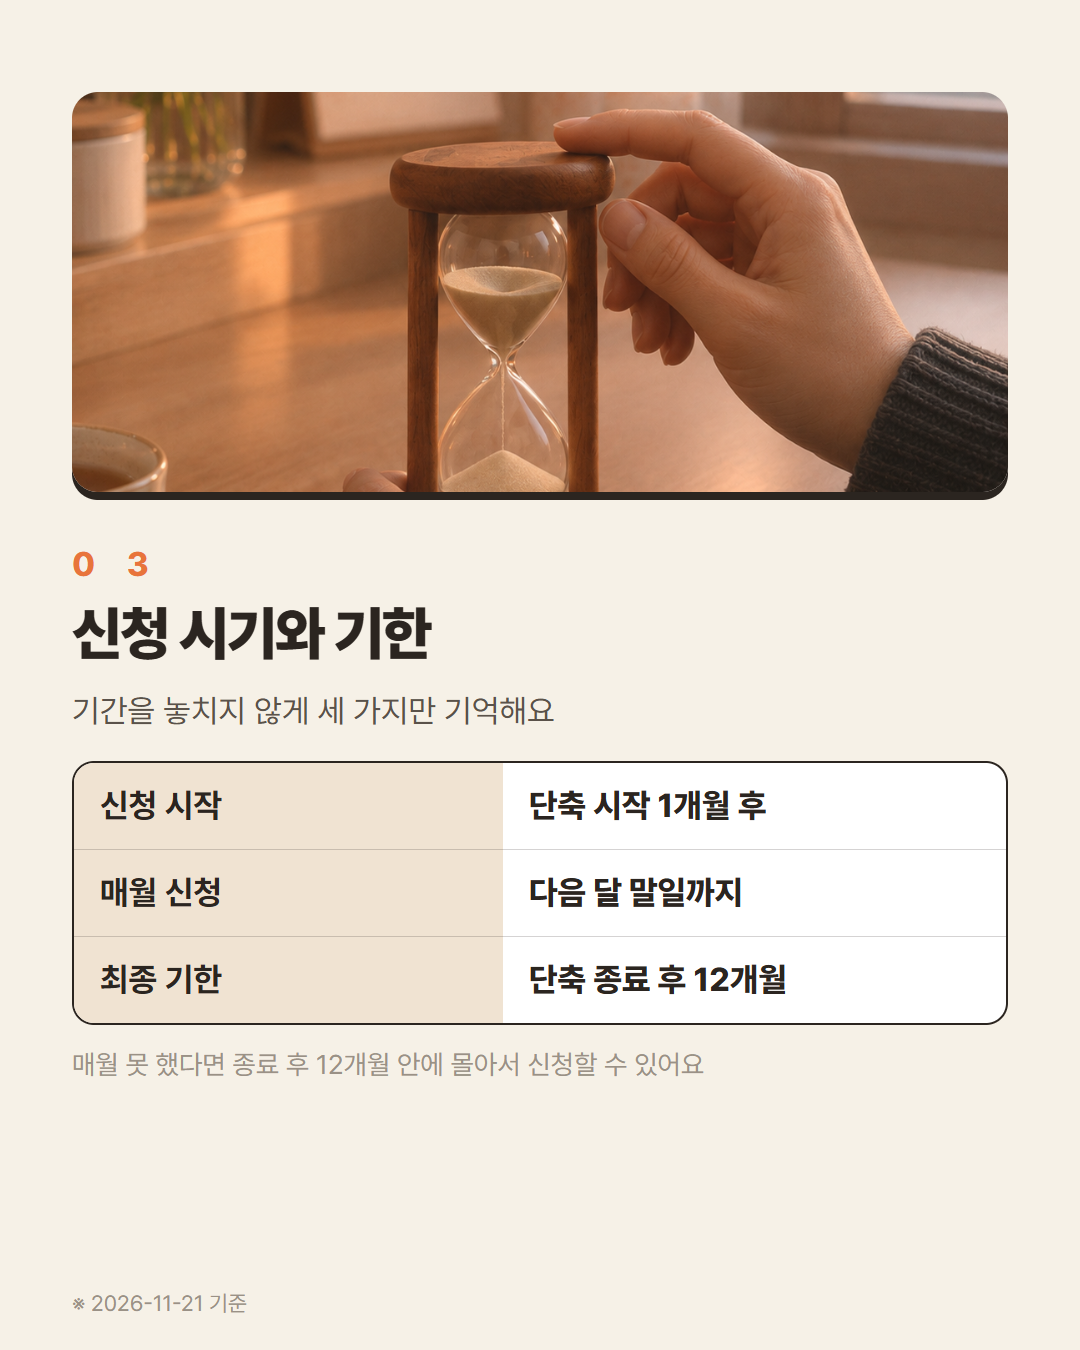 0 3
신청 시기와 기한
기간을 놓치지 않게 세 가지만 기억해요
신청 시작 단축 시작 1개월 후
매월 신청 다음 달 말일까지
최종 기한 단축 종료 후 12개월
매월 못 했다면 종료 후 12개월 안에 몰아서 신청할 수 있어요
※ 2026-11-21 기준